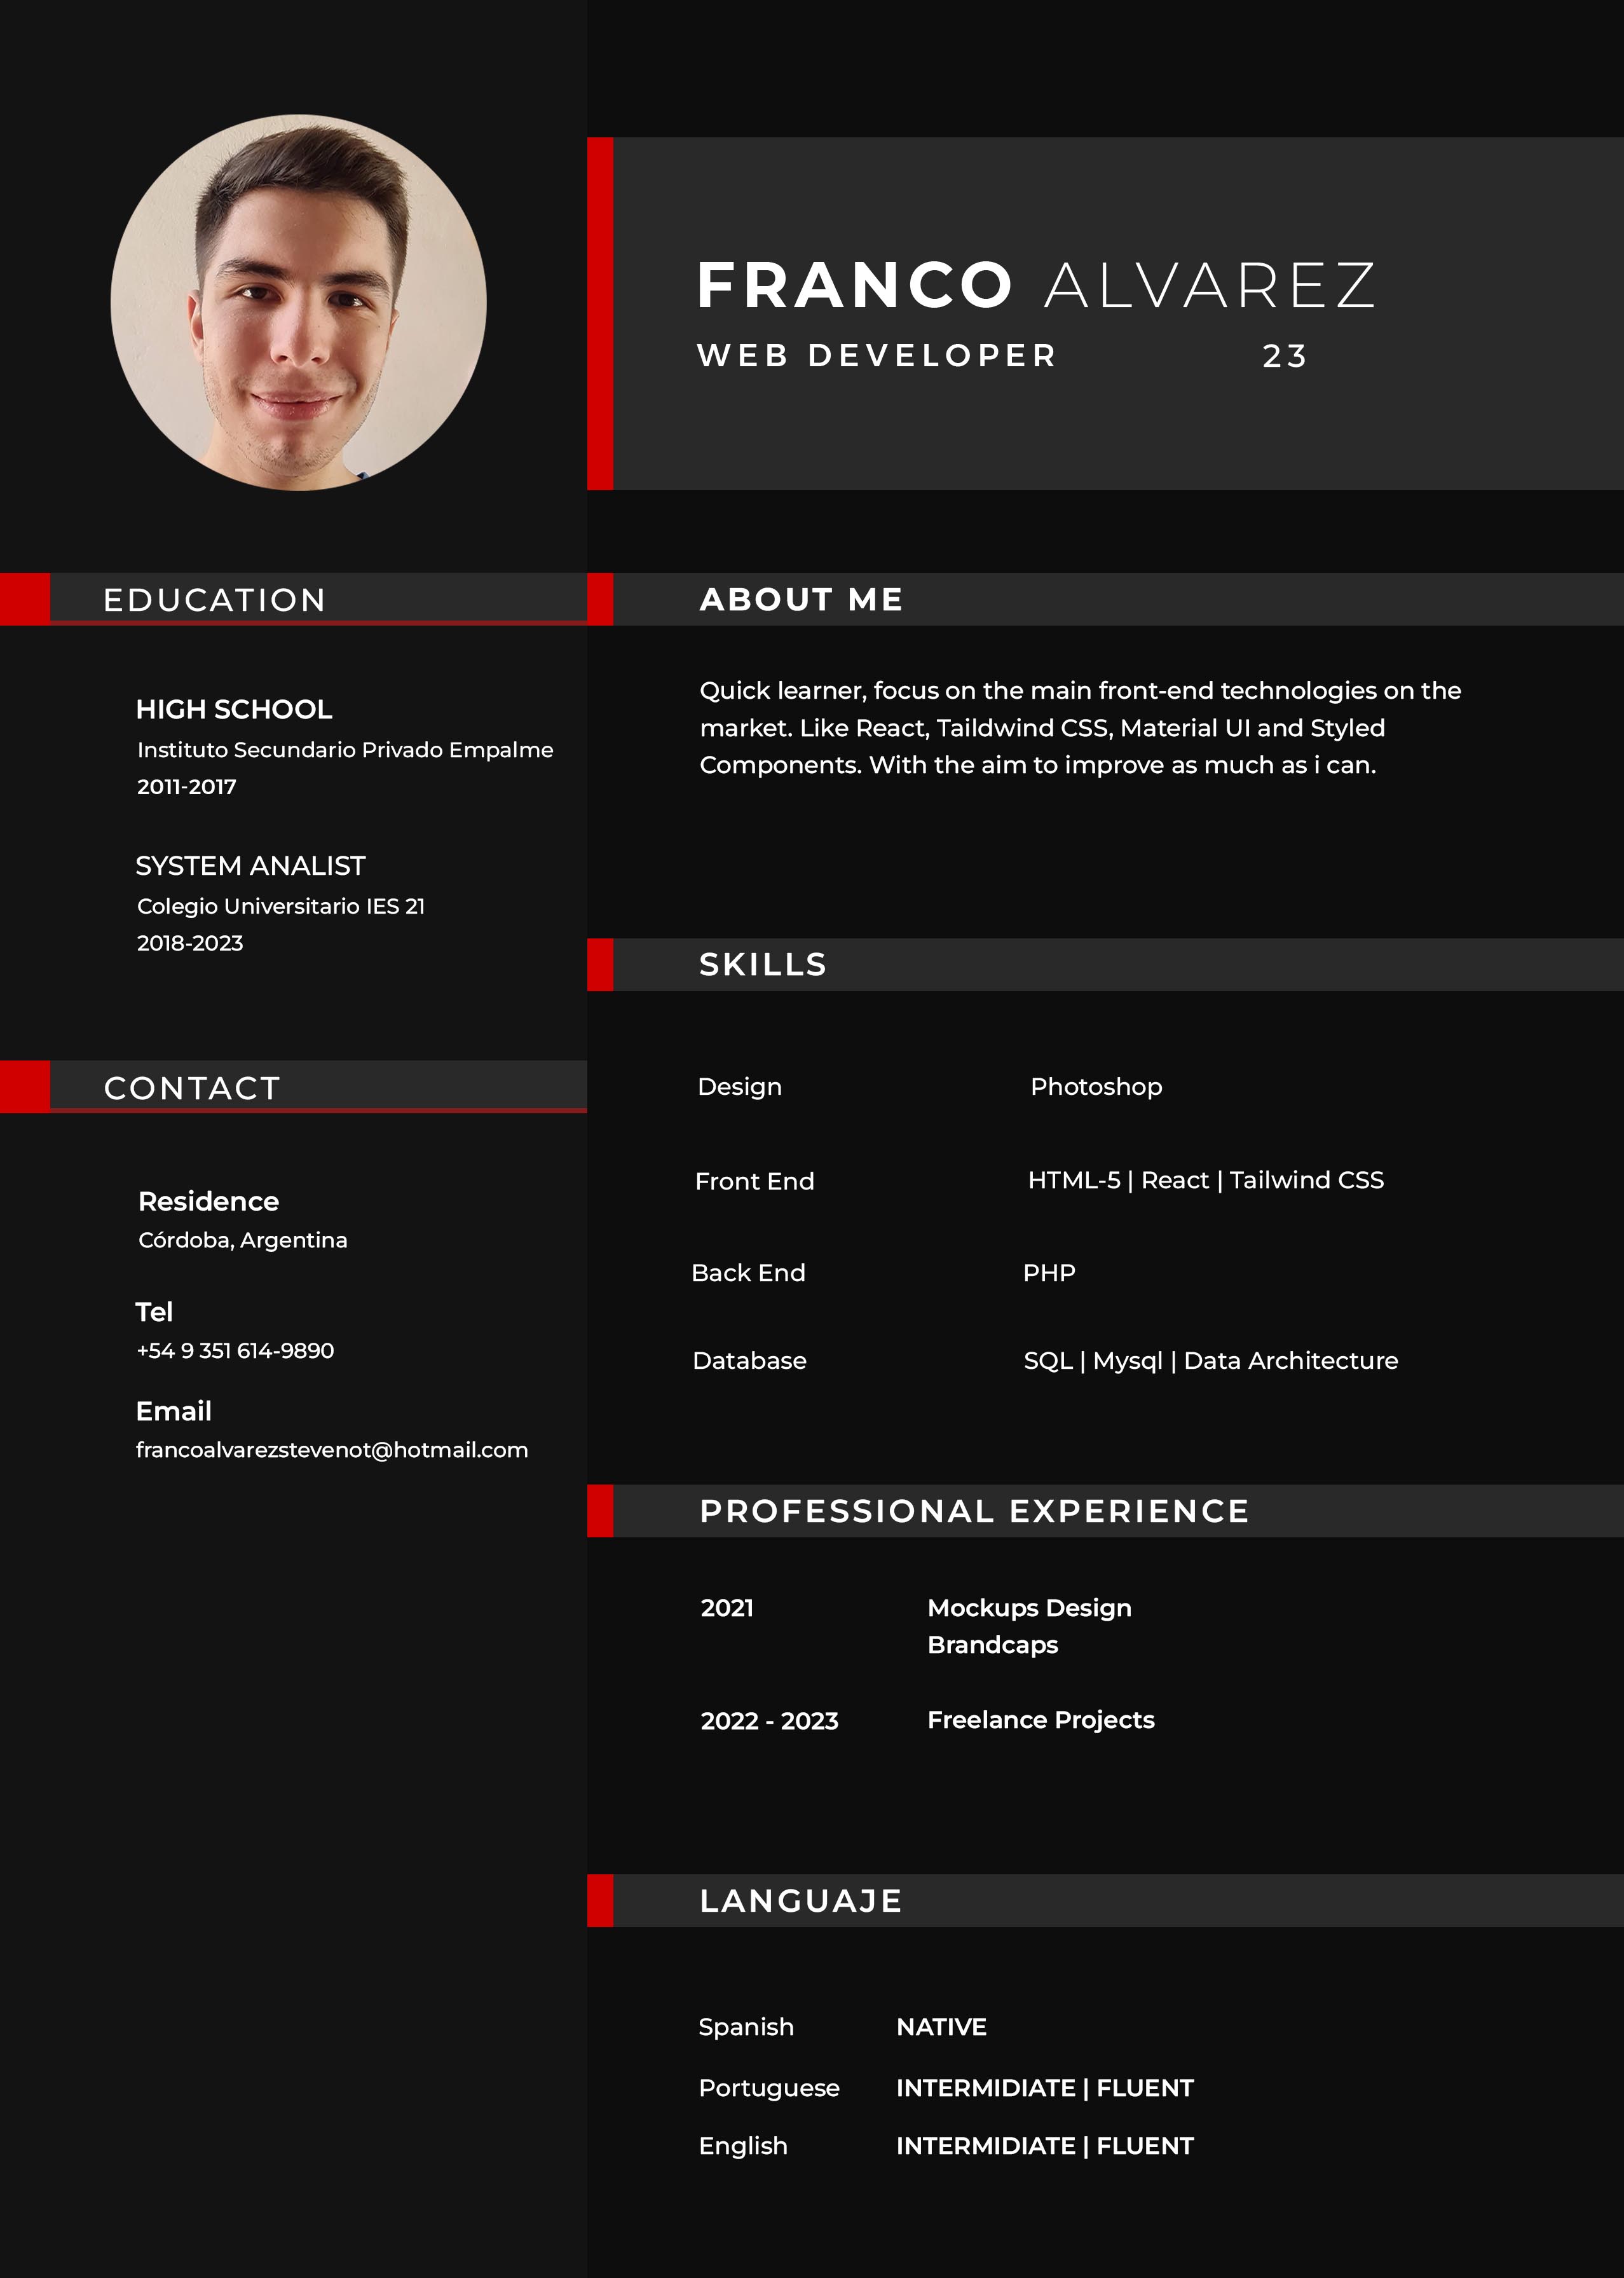 FRANCO ALVAREZ
WEB DEVELOPER 23
EDUCATION
HIGH SCHOOL
Instituto Secundario Privado Empalme
2011-2017
SYSTEM ANALIST
Colegio Universitario IES 21
2018-2023
CONTACT
Residence
Córdoba, Argentina
Tel
+54 9 351 614-9890
Email
francoalvarezstevenot@hotmail.com
ABOUT ME
Quick learner, focus on the main front-end technologies on the
market. Like React, Taildwind CSS, Material UI and Styled
Components. With the aim to improve as much as i can.
SKILLS
Design Photoshop
Front End HTML-5 | React | Tailwind CSS
Back End PHP
Database SQL | Mysql | Data Architecture
PROFESSIONAL EXPERIENCE
2021 Mockups Design
Brandcaps
2022 - 2023 Freelance Projects
LANGUAJE
Spanish NATIVE
Portuguese INTERMIDIATE | FLUENT
English INTERMIDIATE | FLUENT